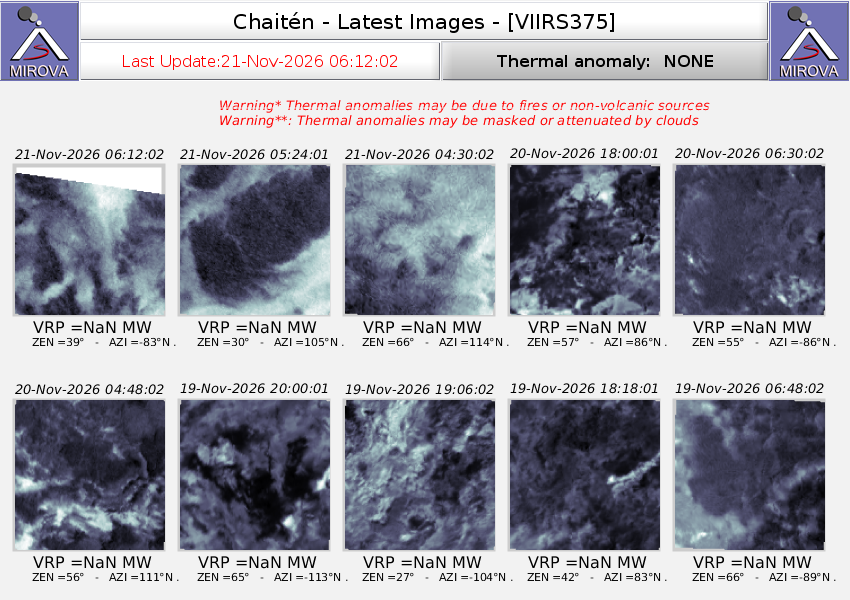 Chaitén - Latest Images - [VIIRS375]
MIROVA
Last Update:21-Nov-2026 06:12:02
Thermal anomaly: NONE
MIROVA
Warning* Thermal anomalies may be due to fires or non-volcanic sources
Warning**: Thermal anomalies may be masked or attenuated by clouds
21-Nov-2026 06:12:02 21-Nov-2026 05:24:01 21-Nov-2026 04:30:02 20-Nov-2026 18:00:01 20-Nov-2026 06:30:02
VRP =NaN MW VRP =NaN MW VRP =NaN MW VRP =NaN MW VRP =NaN MW
ZEN =39° - AZI =-83°N . ZEN =30° - AZI =105°N . ZEN =66° - AZI =114°N . ZEN =57° - AZI =86°N . ZEN =55° - AZI =-86°N .
20-Nov-2026 04:48:02 19-Nov-2026 20:00:01 19-Nov-2026 19:06:02 19-Nov-2026 18:18:01 19-Nov-2026 06:48:02
VRP =NaN MW VRP =NaN MW VRP =NaN MW VRP =NaN MW VRP =NaN MW
ZEN =56° - AZI =111°N . ZEN =65° - AZI =-113°N . ZEN =27° - AZI =-104°N . ZEN =42° - AZI =83°N . ZEN =66° - AZI =-89°N .